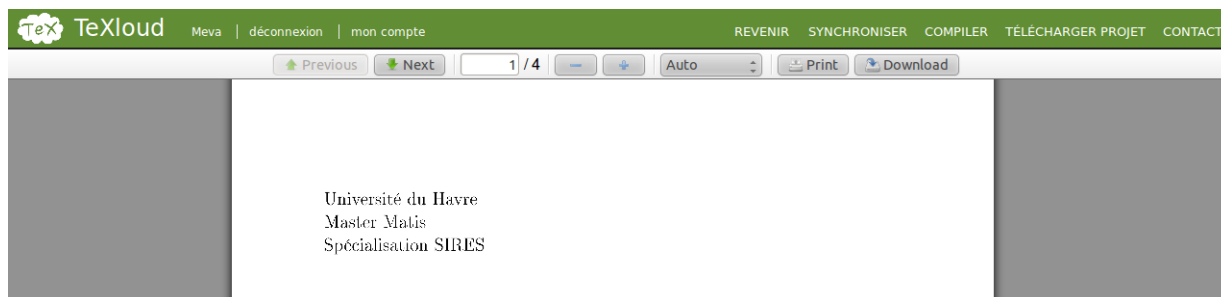 TeX TeXloud Meva | déconnexion | mon compte REVENIR SYNCHRONISER COMPILER TÉLÉCHARGER PROJET CONTACT
Previous Next 1 / 4 Auto Print Download
Université du Havre
Master Matis
Spécialisation SIRES